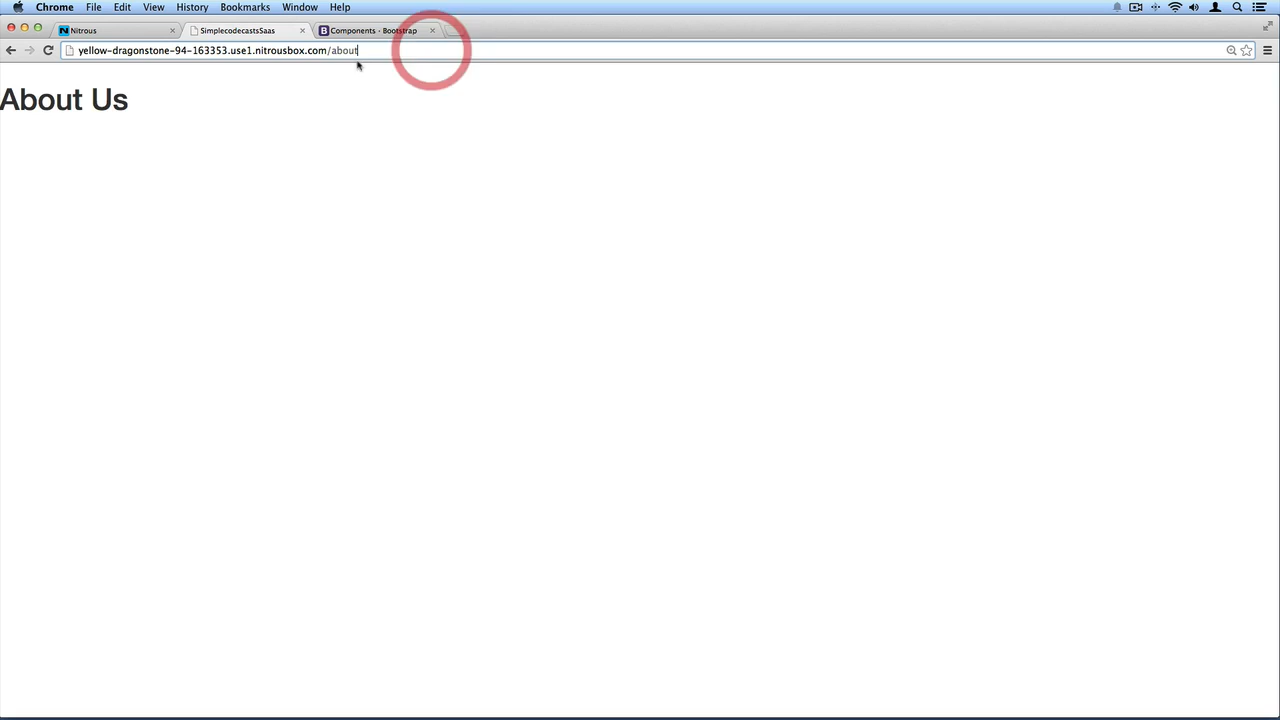 Chrome File Edit View History Bookmarks Window Help
Nitrous SimplecodecastsSaas Components · Bootstrap
yellow-dragonstone-94-163353.use1.nitrousbox.com/about
About Us